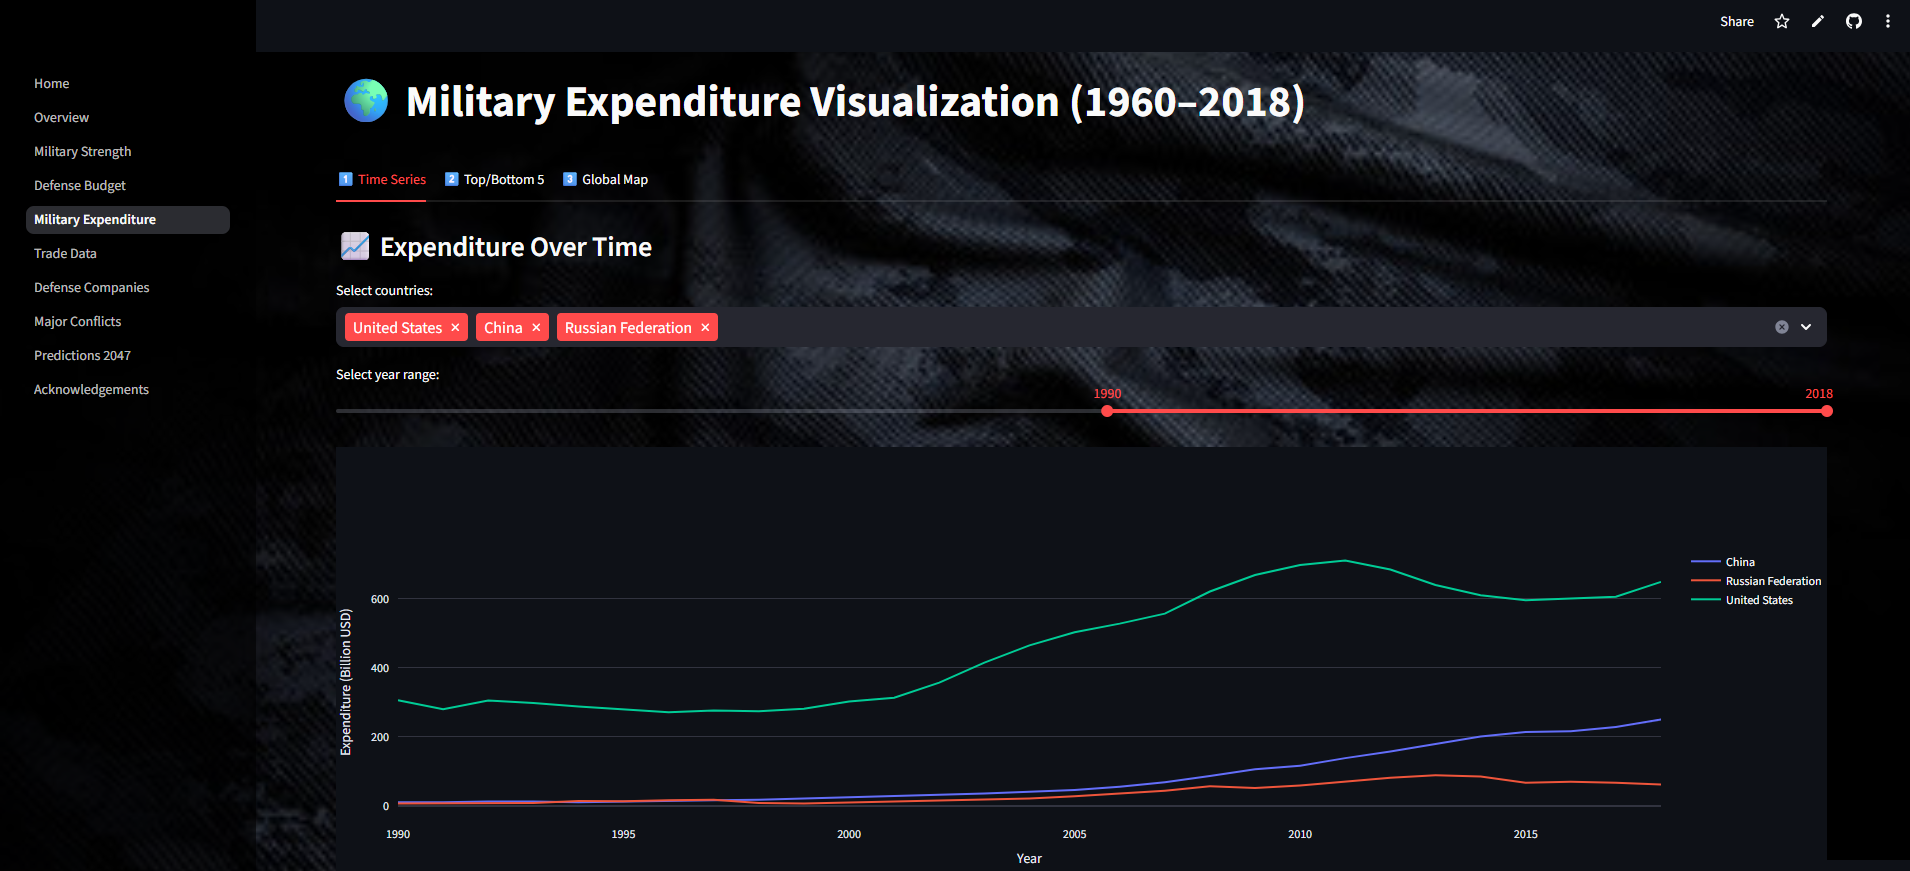 Share
Home
Overview
Military Strength
Defense Budget
Military Expenditure
Trade Data
Defense Companies
Major Conflicts
Predictions 2047
Acknowledgements
Military Expenditure Visualization (1960–2018)
1 Time Series 2 Top/Bottom 5 3 Global Map
Expenditure Over Time
Select countries:
United States × China × Russian Federation ×
Select year range:
1990 2018
China
Russian Federation
United States
Expenditure (Billion USD)
600
400
200
0
1990 1995 2000 2005 2010 2015
Year